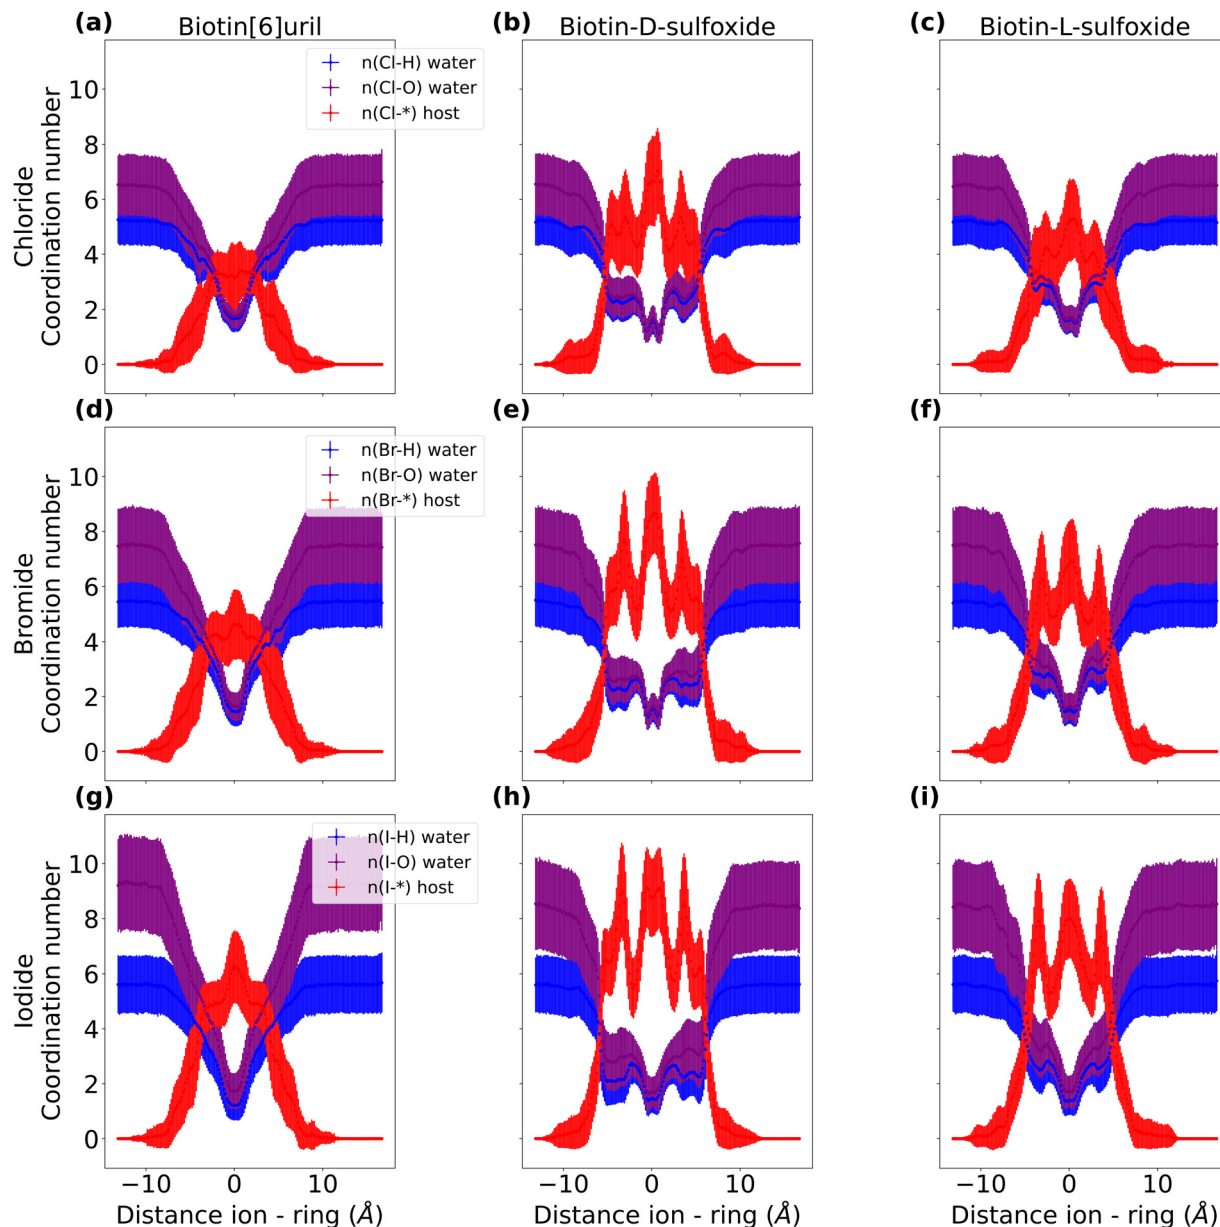 (a) Biotin[6]uril
(b) Biotin-D-sulfoxide
(c) Biotin-L-sulfoxide
n(Cl-H) water
n(Cl-O) water
n(Cl-*) host
Chloride
Coordination number
10
8
6
4
2
0
(d)
(e)
(f)
n(Br-H) water
n(Br-O) water
n(Br-*) host
Bromide
Coordination number
10
8
6
4
2
0
(g)
(h)
(i)
n(I-H) water
n(I-O) water
n(I-*) host
Iodide
Coordination number
10
8
6
4
2
0
−10 0 10
−10 0 10
−10 0 10
Distance ion - ring (Å)
Distance ion - ring (Å)
Distance ion - ring (Å)